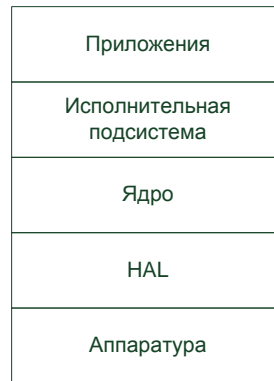 Приложения
Исполнительная
подсистема
Ядро
HAL
Аппаратура